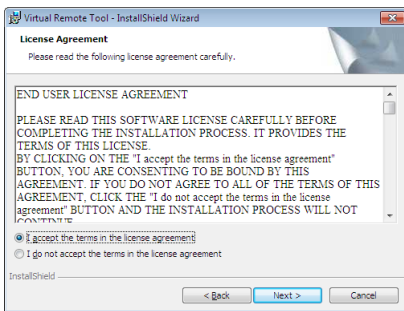 Virtual Remote Tool - InstallShield Wizard
License Agreement
Please read the following license agreement carefully.
END USER LICENSE AGREEMENT
PLEASE READ THIS SOFTWARE LICENSE CAREFULLY BEFORE
COMPLETING THE INSTALLATION PROCESS. IT PROVIDES THE
TERMS OF THIS LICENSE.
BY CLICKING ON THE "I accept the terms in the license agreement"
BUTTON, YOU ARE CONSENTING TO BE BOUND BY THIS
AGREEMENT. IF YOU DO NOT AGREE TO ALL OF THE TERMS OF THIS
AGREEMENT, CLICK THE "I do not accept the terms in the license
agreement" BUTTON AND THE INSTALLATION PROCESS WILL NOT
CONTINUE.
I accept the terms in the license agreement
I do not accept the terms in the license agreement
InstallShield
< Back
Next >
Cancel